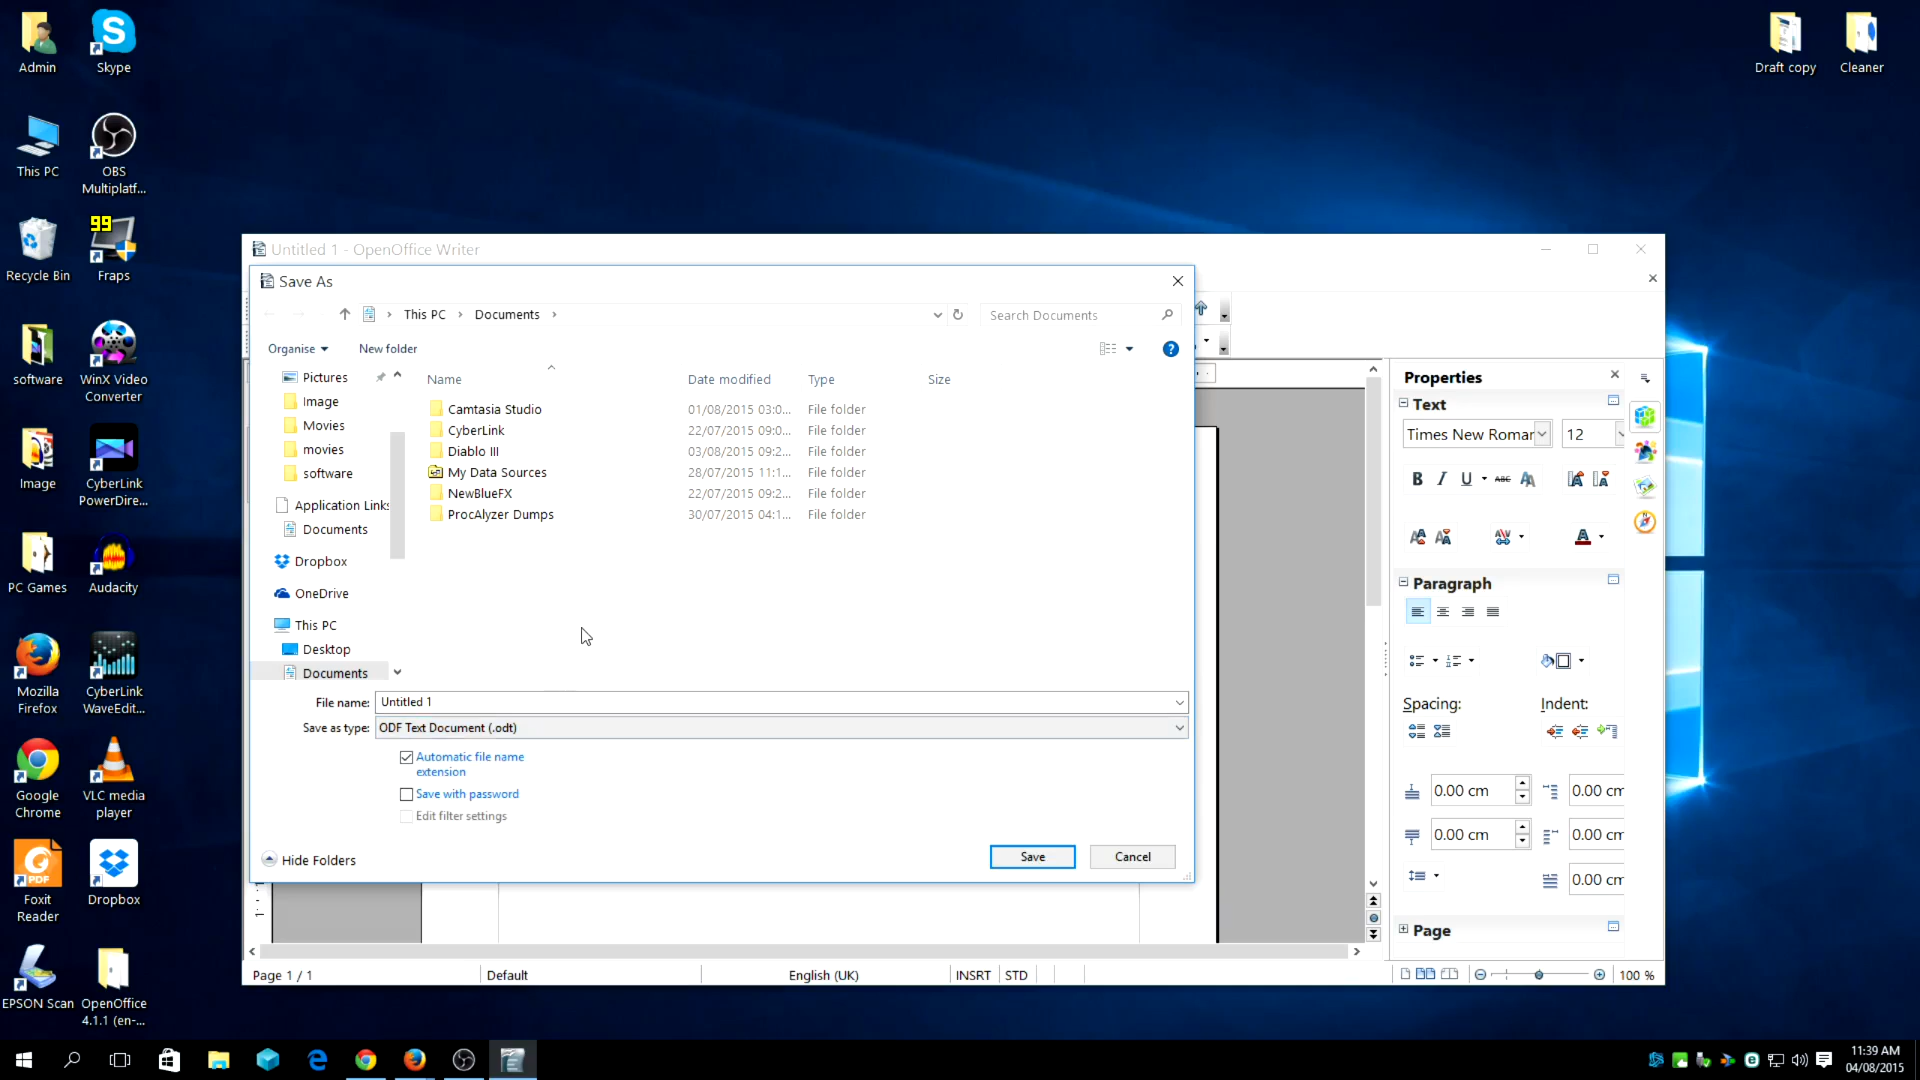 Admin
Skype
Draft copy
Cleaner
This PC
OBS
Multiplatf...
99
Recycle Bin
Fraps
software
WinX Video
Converter
Image
CyberLink
PowerDire...
PC Games
Audacity
Mozilla
Firefox
CyberLink
WaveEdit...
Google
Chrome
VLC media
player
PDF
Foxit
Reader
Dropbox
EPSON Scan
OpenOffice
4.1.1 (en-...
Untitled 1 - OpenOffice Writer
Save As
This PC
Documents
Search Documents
Organise
New folder
Name
Date modified
Type
Size
Pictures
Image
Movies
movies
software
Application Links
Documents
Dropbox
OneDrive
This PC
Desktop
Documents
Camtasia Studio 01/08/2015 03:0... File folder
CyberLink 22/07/2015 09:0... File folder
Diablo III 03/08/2015 09:2... File folder
My Data Sources 28/07/2015 11:1... File folder
NewBlueFX 22/07/2015 09:2... File folder
ProcAlyzer Dumps 30/07/2015 04:1... File folder
File name: Untitled 1
Save as type: ODF Text Document (.odt)
Automatic file name
extension
Save with password
Edit filter settings
Hide Folders
Save
Cancel
Properties
Text
Times New Romar
12
B I U ABC
Paragraph
Spacing:
Indent:
0.00 cm
0.00 cm
0.00 cm
0.00 cm
0.00 cm
Page
Page 1 / 1
Default
English (UK)
INSRT
STD
100 %
11:39 AM
04/08/2015